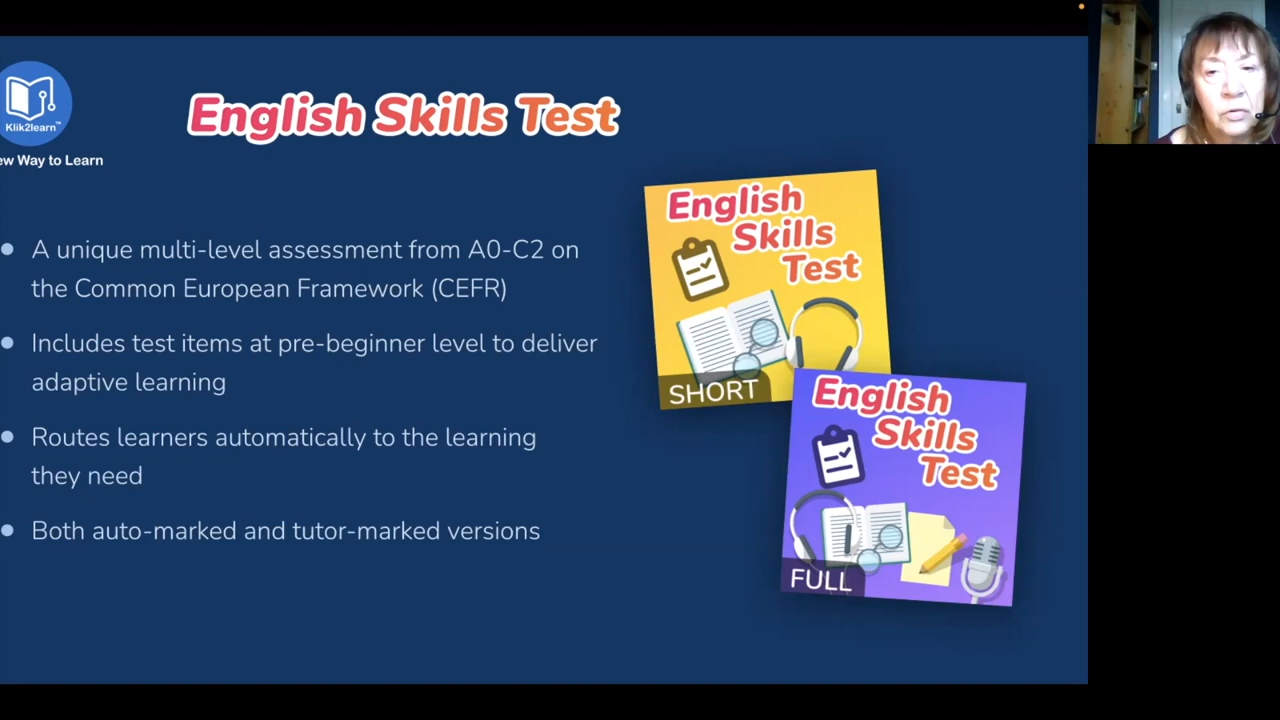 English Skills Test
Klik2learn™
ew Way to Learn
A unique multi-level assessment from A0-C2 on
the Common European Framework (CEFR)
Includes test items at pre-beginner level to deliver
adaptive learning
Routes learners automatically to the learning
they need
Both auto-marked and tutor-marked versions
English
Skills
Test
SHORT
English
Skills
Test
FULL